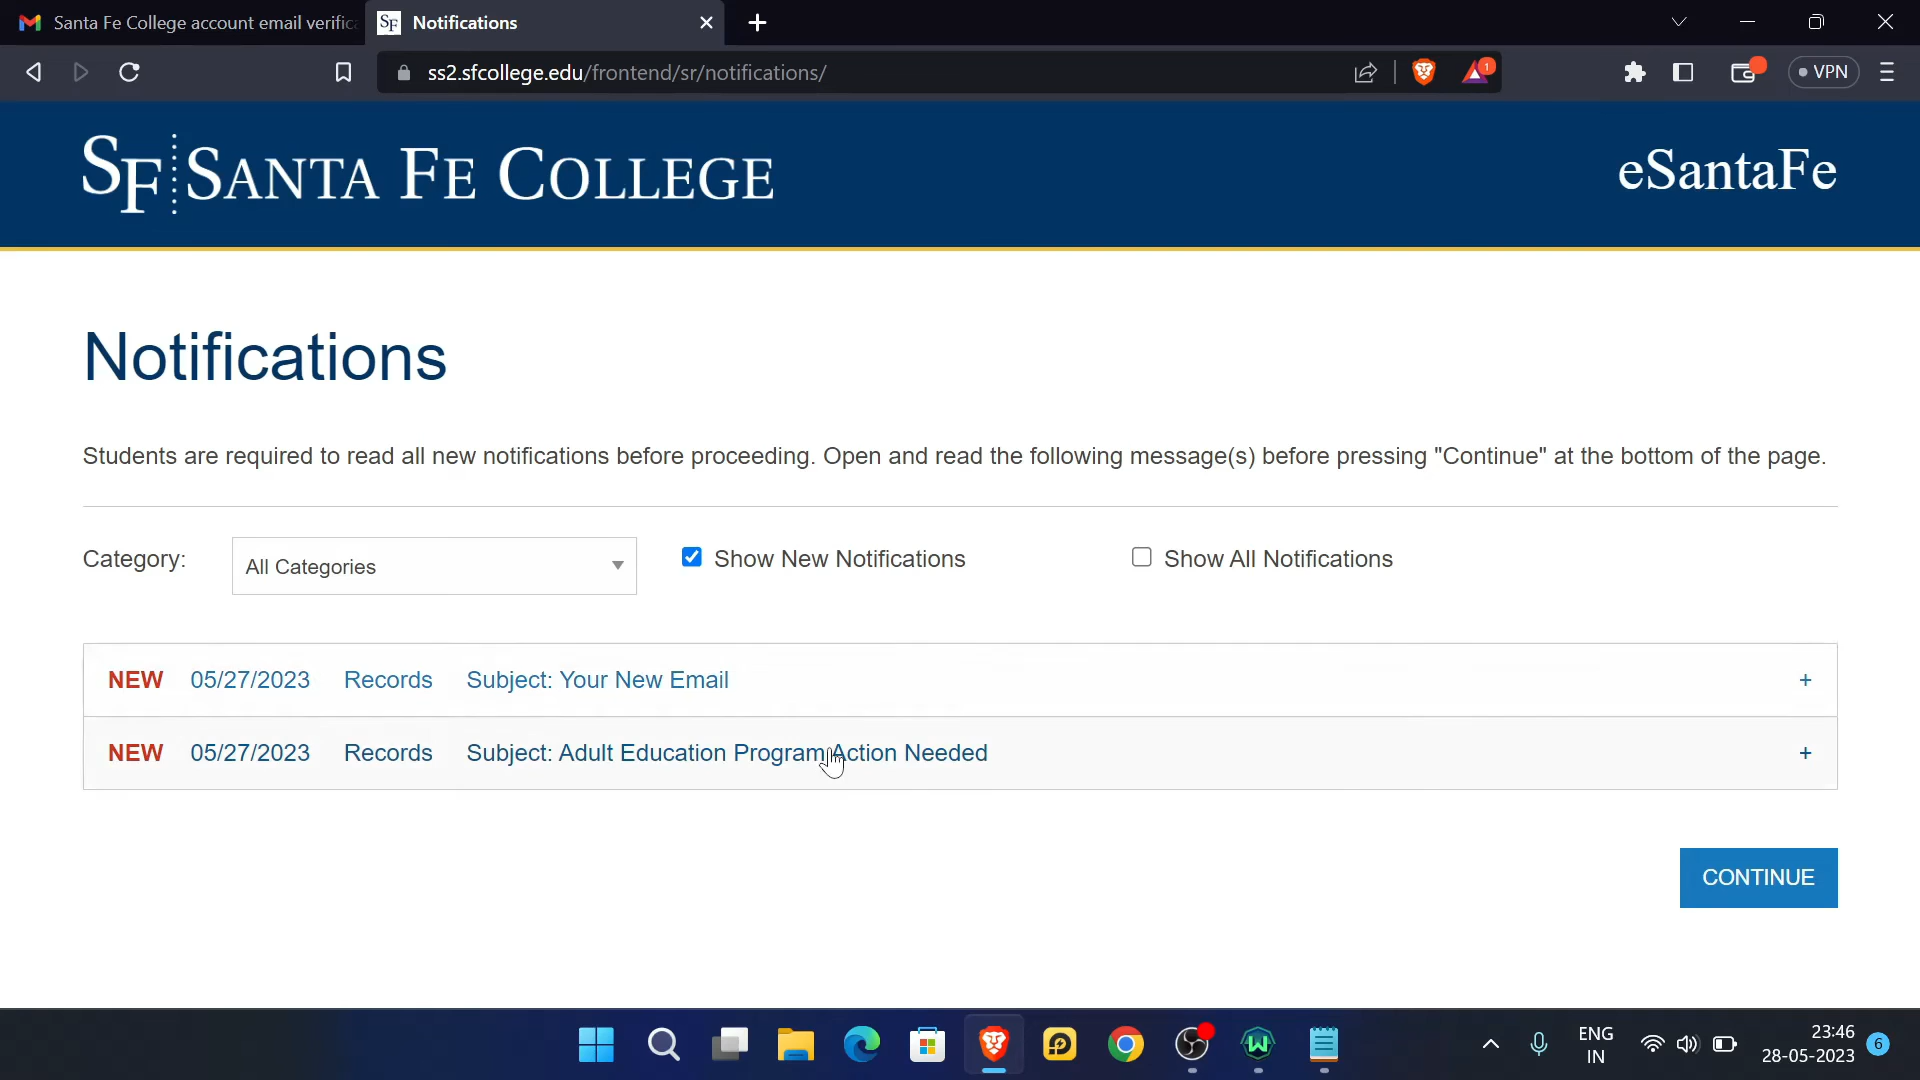 Santa Fe College account email verific
SF Notifications
ss2.sfcollege.edu/frontend/sr/notifications/
1
VPN
SF SANTA FE COLLEGE
eSantaFe
Notifications
Students are required to read all new notifications before proceeding. Open and read the following message(s) before pressing "Continue" at the bottom of the page.
Category: All Categories Show New Notifications Show All Notifications
NEW 05/27/2023 Records Subject: Your New Email +
NEW 05/27/2023 Records Subject: Adult Education Program Action Needed +
CONTINUE
ENG
IN
23:46
28-05-2023
6